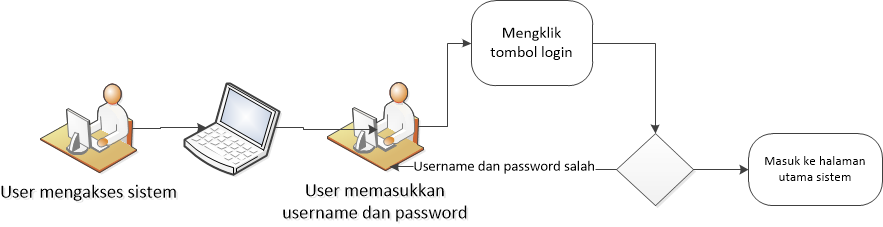 Mengklik
tombol login
Username dan password salah
Masuk ke halaman
utama sistem
User mengakses sistem
User memasukkan
username dan password